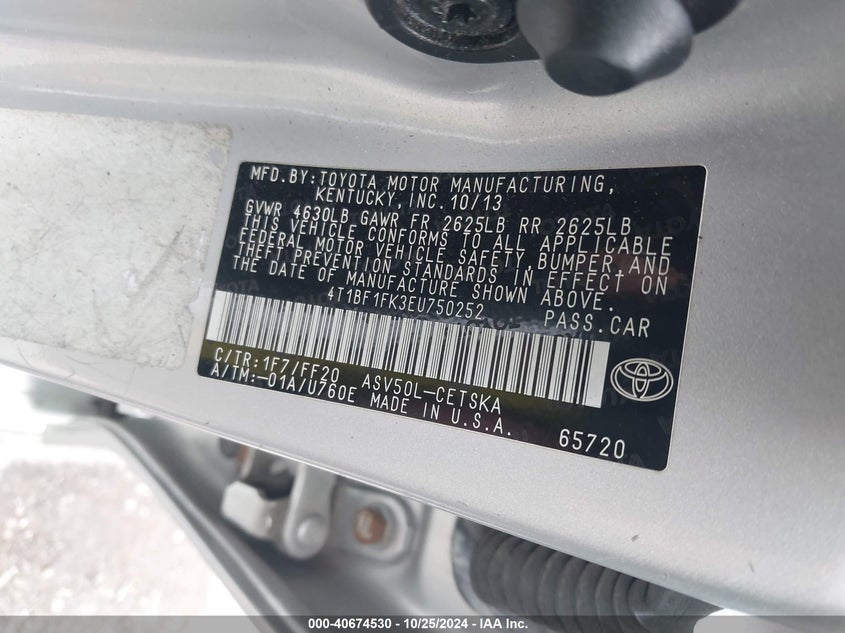 MFD.BY:TOYOTA MOTOR MANUFACTURING,
KENTUCKY,INC.10/13
GVWR 4630LB GAWR FR 2625LB RR 2625LB
THIS VEHICLE CONFORMS TO ALL APPLICABLE
FEDERAL MOTOR VEHICLE SAFETY, BUMPER,AND
THEFT PREVENTION STANDARDS IN EFFECT ON
THE DATE OF MANUFACTURE SHOWN ABOVE.
4T1BF1FK3EU750252 PASS.CAR
C/TR:1F7/FF20 ASV50L-CETSKA
A/TM:-01A/U760E MADE IN U.S.A. 65720
000-40674530 - 10/25/2024 - IAA Inc.